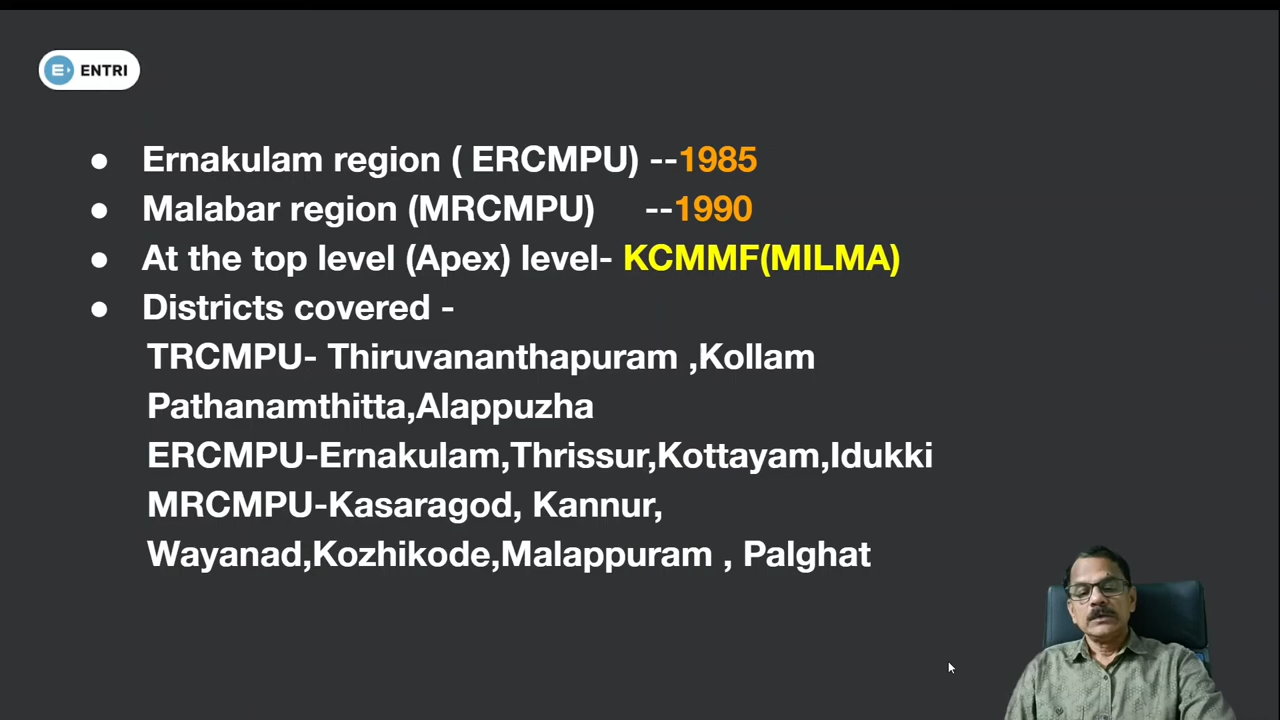 ENTRI
● Ernakulam region ( ERCMPU) --1985
● Malabar region (MRCMPU) --1990
● At the top level (Apex) level- KCMMF(MILMA)
● Districts covered -
TRCMPU- Thiruvananthapuram ,Kollam
Pathanamthitta,Alappuzha
ERCMPU-Ernakulam,Thrissur,Kottayam,Idukki
MRCMPU-Kasaragod, Kannur,
Wayanad,Kozhikode,Malappuram , Palghat